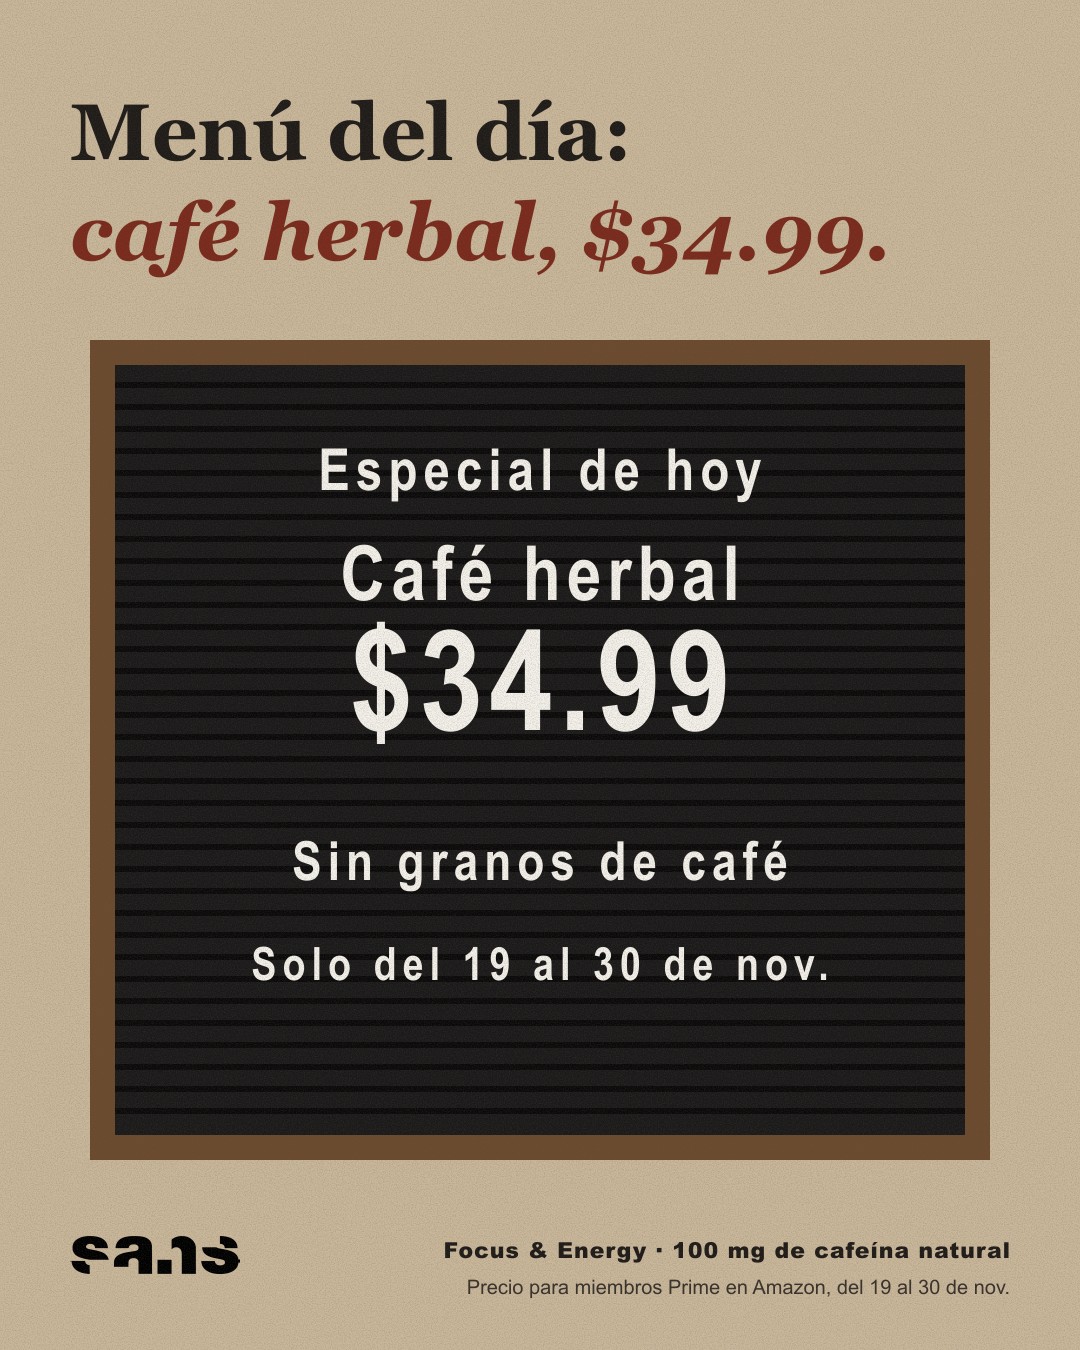 Menú del día:
café herbal, $34.99.
Especial de hoy
Café herbal
$34.99
Sin granos de café
Solo del 19 al 30 de nov.
sans
Focus & Energy · 100 mg de cafeína natural
Precio para miembros Prime en Amazon, del 19 al 30 de nov.